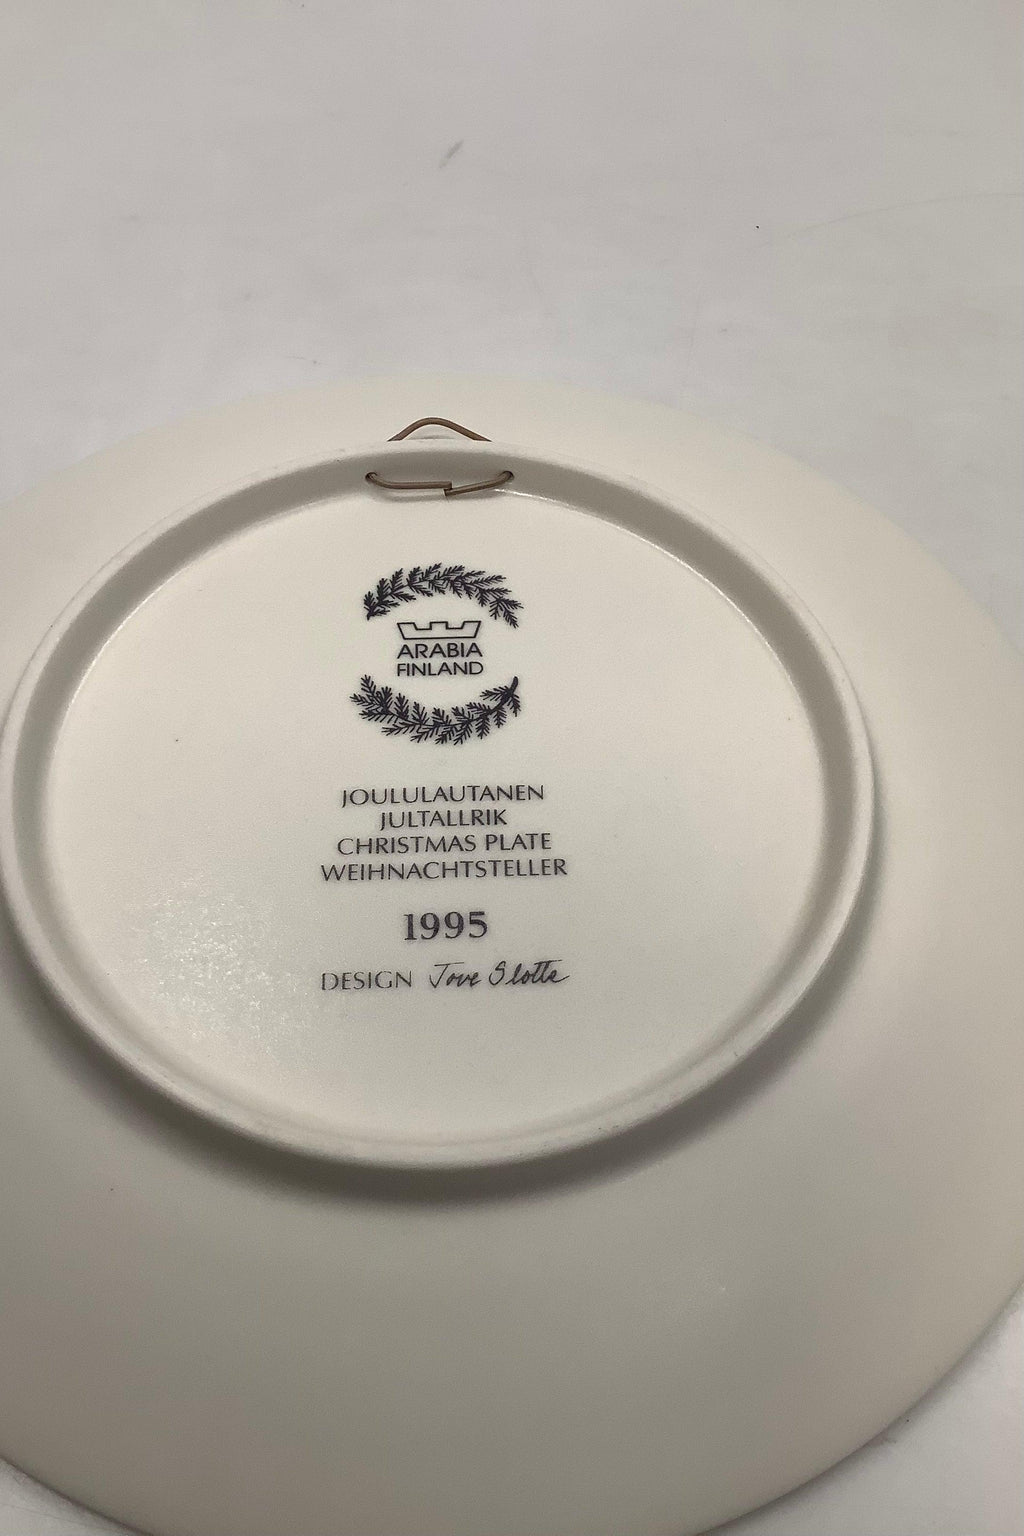 ARABIA
FINLAND
JOULULAUTANEN
JULTALLRIK
CHRISTMAS PLATE
WEIHNACHTSTELLER
1995
DESIGN Tove Slotte